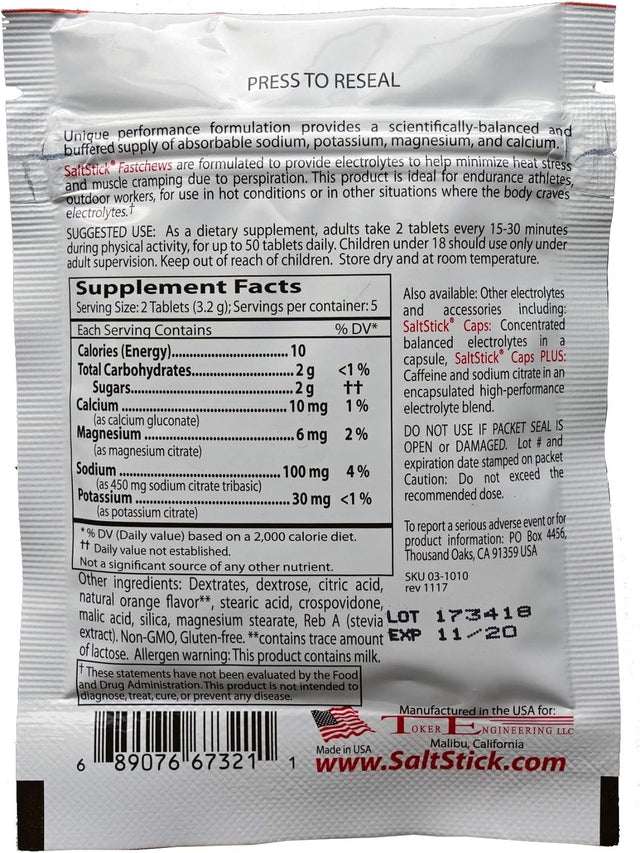 PRESS TO RESEAL
Unique performance formulation provides a scientifically-balanced and
buffered supply of absorbable sodium, potassium, magnesium, and calcium.
SaltStick® Fastchews are formulated to provide electrolytes to help minimize heat stress
and muscle cramping due to perspiration. This product is ideal for endurance athletes,
outdoor workers, for use in hot conditions or in other situations where the body craves
electrolytes.†
SUGGESTED USE: As a dietary supplement, adults take 2 tablets every 15-30 minutes
during physical activity, for up to 50 tablets daily. Children under 18 should use only under
adult supervision. Keep out of reach of children. Store dry and at room temperature.
Supplement Facts
Serving Size: 2 Tablets (3.2 g); Servings per container: 5
Each Serving Contains % DV*
Calories (Energy)..............................10
Total Carbohydrates.........................2 g <1 %
Sugars.......................................2 g ††
Calcium .......................................10 mg 1 %
(as calcium gluconate)
Magnesium ...................................6 mg 2 %
(as magnesium citrate)
Sodium .......................................100 mg 4 %
(as 450 mg sodium citrate tribasic)
Potassium .....................................30 mg <1 %
(as potassium citrate)
*% DV (Daily value) based on a 2,000 calorie diet.
†† Daily value not established.
Not a significant source of any other nutrient.
Other ingredients: Dextrates, dextrose, citric acid,
natural orange flavor**, stearic acid, crospovidone,
malic acid, silica, magnesium stearate, Reb A (stevia
extract). Non-GMO, Gluten-free. **contains trace amount
of lactose. Allergen warning: This product contains milk.
† These statements have not been evaluated by the Food
and Drug Administration. This product is not intended to
diagnose, treat, cure, or prevent any disease.
Also available: Other electrolytes
and accessories including:
SaltStick® Caps: Concentrated
balanced electrolytes in a
capsule, SaltStick® Caps PLUS:
Caffeine and sodium citrate in an
encapsulated high-performance
electrolyte blend.
DO NOT USE IF PACKET SEAL IS
OPEN or DAMAGED. Lot # and
expiration date stamped on packet
Caution: Do not exceed the
recommended dose.
To report a serious adverse event or for
product information: PO Box 4456,
Thousand Oaks, CA 91359 USA
SKU 03-1010
rev 1117
LOT 173418
EXP 11/20
6 89076 67321 1
Made in USA
Manufactured in the USA for:
TOKER ENGINEERING LLC
Malibu, California
www.SaltStick.com